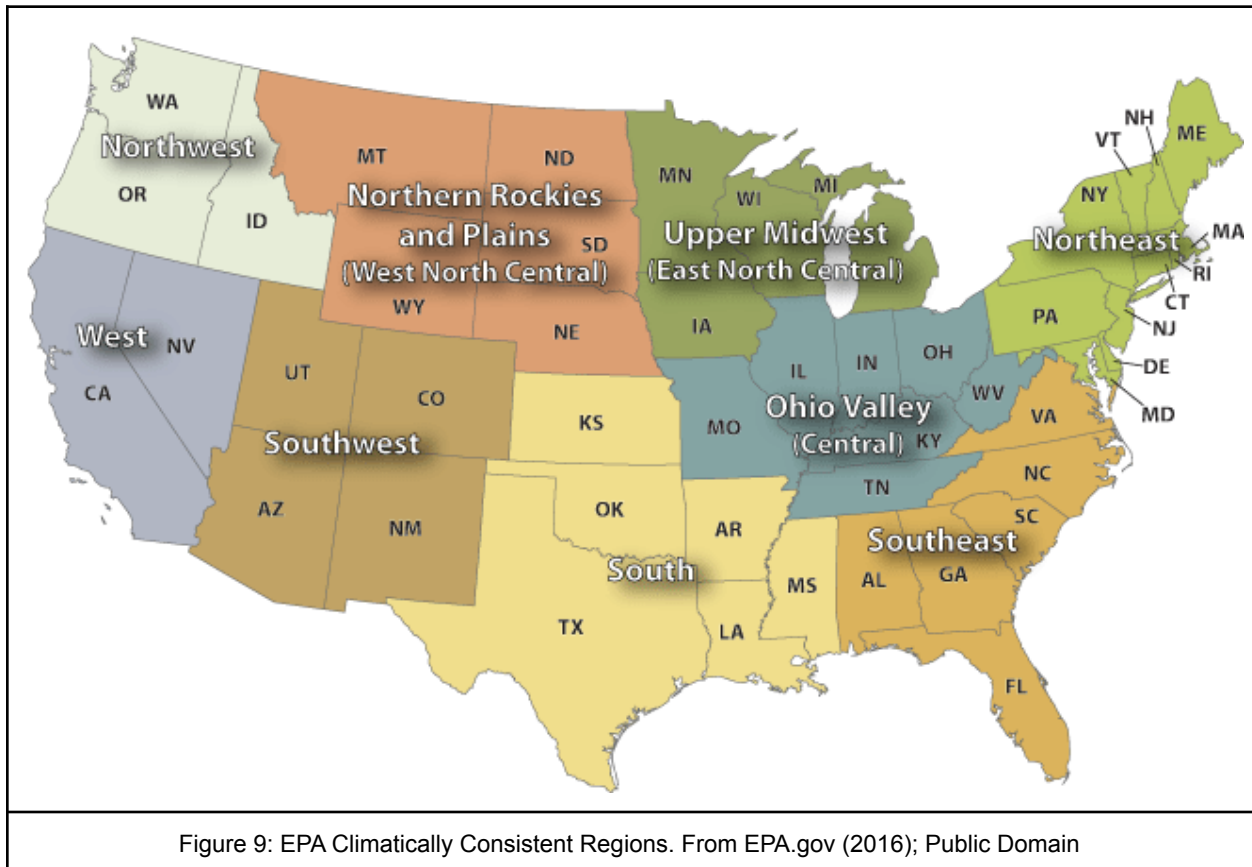 WA
Northwest
OR
ID
MT
ND
Northern Rockies
and Plains
(West North Central)
SD
WY
NE
MN
WI
MI
Upper Midwest
(East North Central)
IA
NH
VT
ME
NY
Northeast
MA
RI
CT
PA
NJ
DE
MD
West
NV
CA
UT
CO
Southwest
AZ
NM
KS
OK
AR
South
TX
LA
MS
IL
IN
OH
WV
Ohio Valley
(Central)
MO
KY
TN
VA
NC
SC
Southeast
AL
GA
FL
Figure 9: EPA Climatically Consistent Regions. From EPA.gov (2016); Public Domain